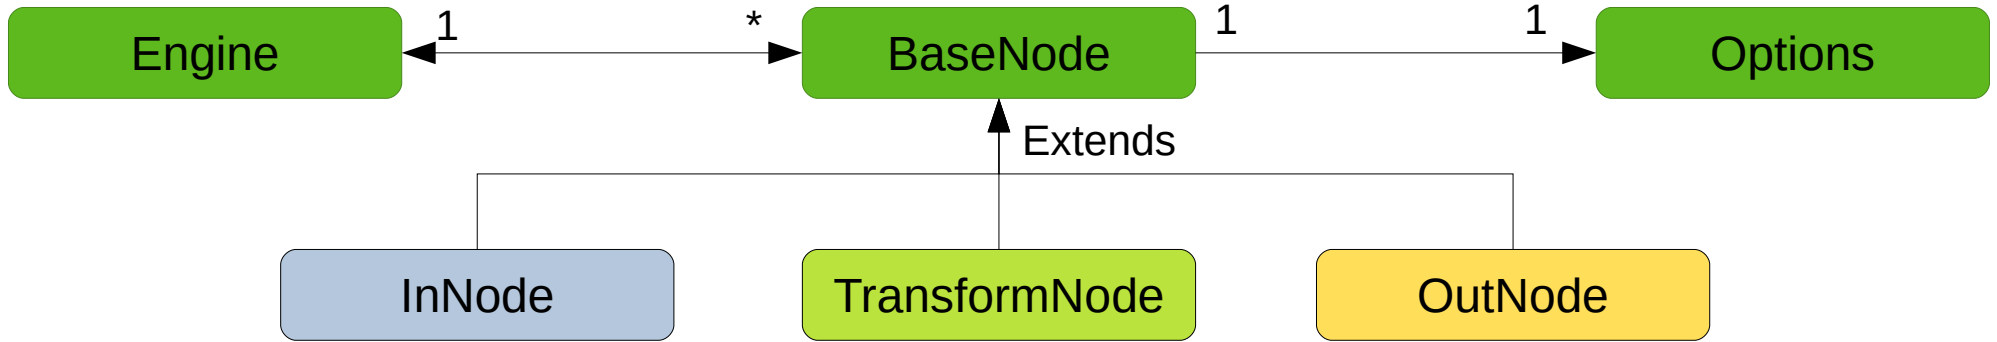 Engine
1
*
BaseNode
1
1
Options
Extends
InNode
TransformNode
OutNode